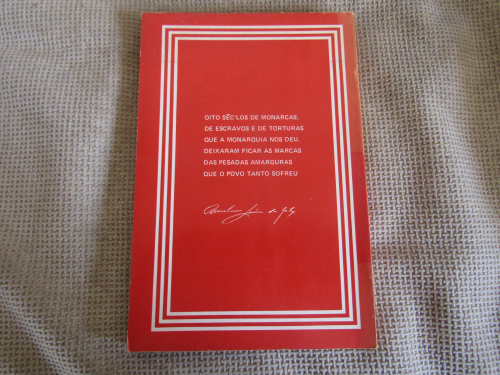 OITO SÉC'LOS DE MONARCAS,
DE ESCRAVOS E DE TORTURAS
QUE A MONARQUIA NOS DEU,
DEIXARAM FICAR AS MARCAS
DAS PESADAS AMARGURAS
QUE O POVO TANTO SOFREU